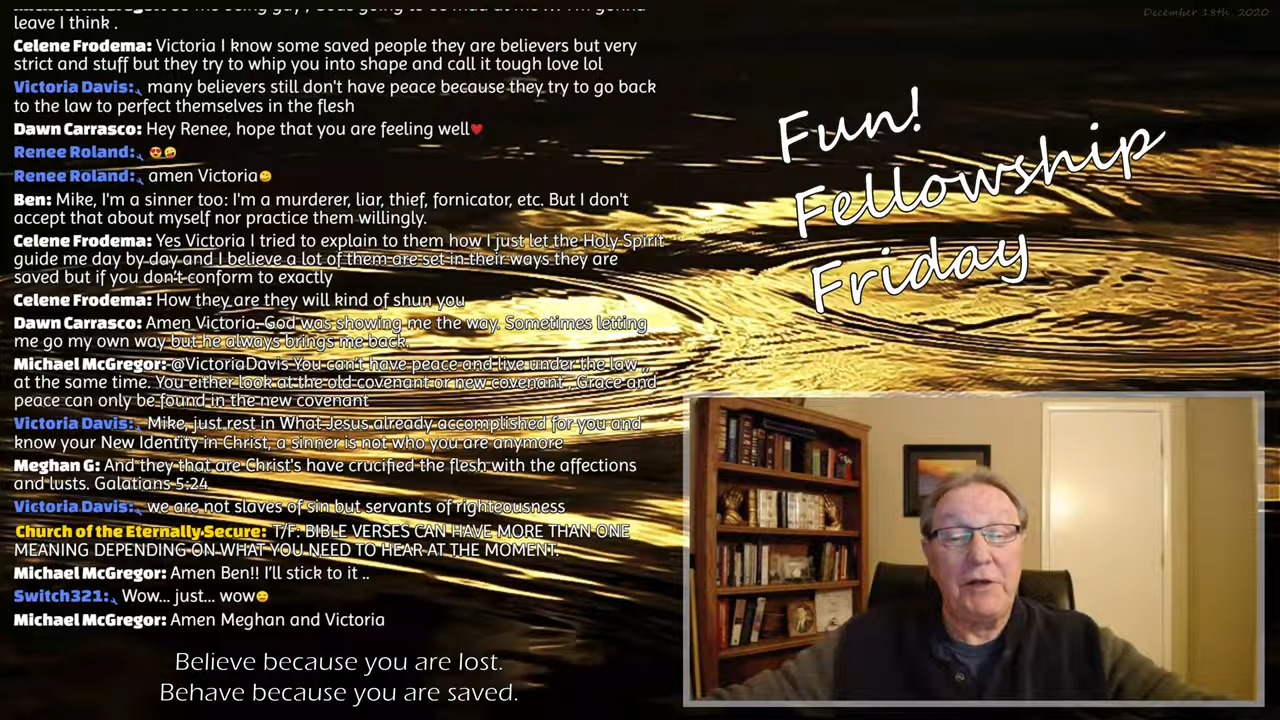 leave I think .
Celene Frodema: Victoria I know some saved people they are believers but very
strict and stuff but they try to whip you into shape and call it tough love lol
Victoria Davis: many believers still don't have peace because they try to go back
to the law to perfect themselves in the flesh
Dawn Carrasco: Hey Renee, hope that you are feeling well❤️
Renee Roland: 😍🤪
Renee Roland: amen Victoria😊
Ben: Mike, I'm a sinner too: I'm a murderer, liar, thief, fornicator, etc. But I don't
accept that about myself nor practice them willingly.
Celene Frodema: Yes Victoria I tried to explain to them how I just let the Holy Spirit
guide me day by day and I believe a lot of them are set in their ways they are
saved but if you don't conform to exactly
Celene Frodema: How they are they will kind of shun you
Dawn Carrasco: Amen Victoria. God was showing me the way. Sometimes letting
me go my own way but he always brings me back.
Michael McGregor: @VictoriaDavis You can't have peace and live under the law ,,
at the same time. You either look at the old covenant or new covenant , Grace and
peace can only be found in the new covenant
Victoria Davis: Mike, just rest in What Jesus already accomplished for you and
know your New Identity in Christ, a sinner is not who you are anymore
Meghan G: And they that are Christ's have crucified the flesh with the affections
and lusts. Galatians 5:24
Victoria Davis: we are not slaves of sin but servants of righteousness
Church of the Eternally Secure: T/F: BIBLE VERSES CAN HAVE MORE THAN ONE
MEANING DEPENDING ON WHAT YOU NEED TO HEAR AT THE MOMENT.
Michael McGregor: Amen Ben!! I'll stick to it ..
Switch321: Wow... just... wow😑
Michael McGregor: Amen Meghan and Victoria
Believe because you are lost.
Behave because you are saved.
December 18th, 2020
Fun!
Fellowship
Friday